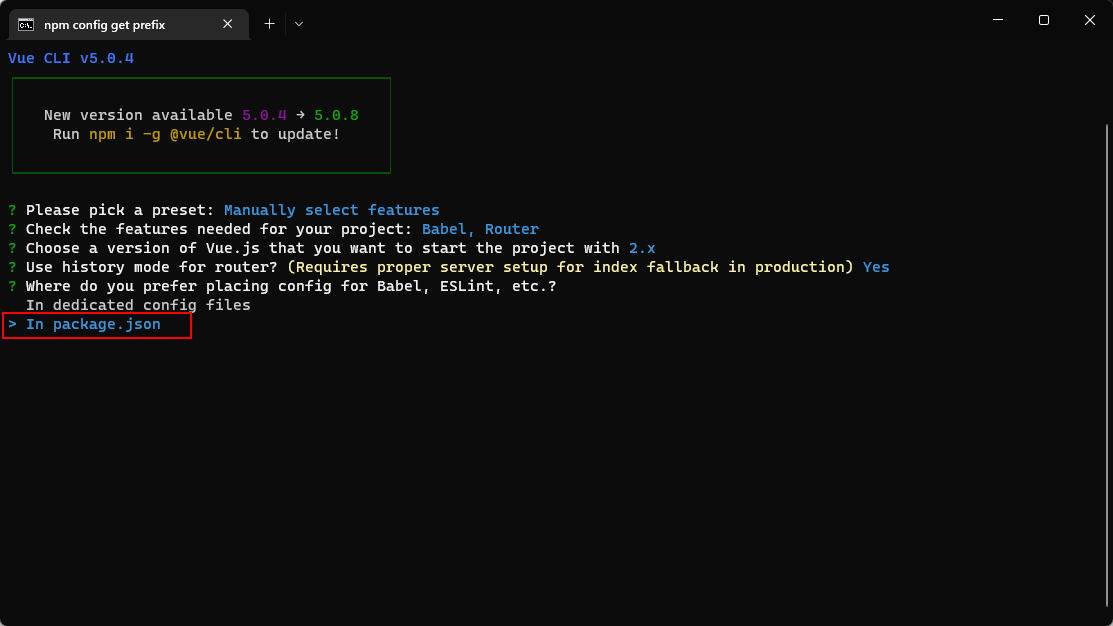 npm config get prefix
Vue CLI v5.0.4
New version available 5.0.4 → 5.0.8
Run npm i -g @vue/cli to update!
? Please pick a preset: Manually select features
? Check the features needed for your project: Babel, Router
? Choose a version of Vue.js that you want to start the project with 2.x
? Use history mode for router? (Requires proper server setup for index fallback in production) Yes
? Where do you prefer placing config for Babel, ESLint, etc.?
In dedicated config files
> In package.json